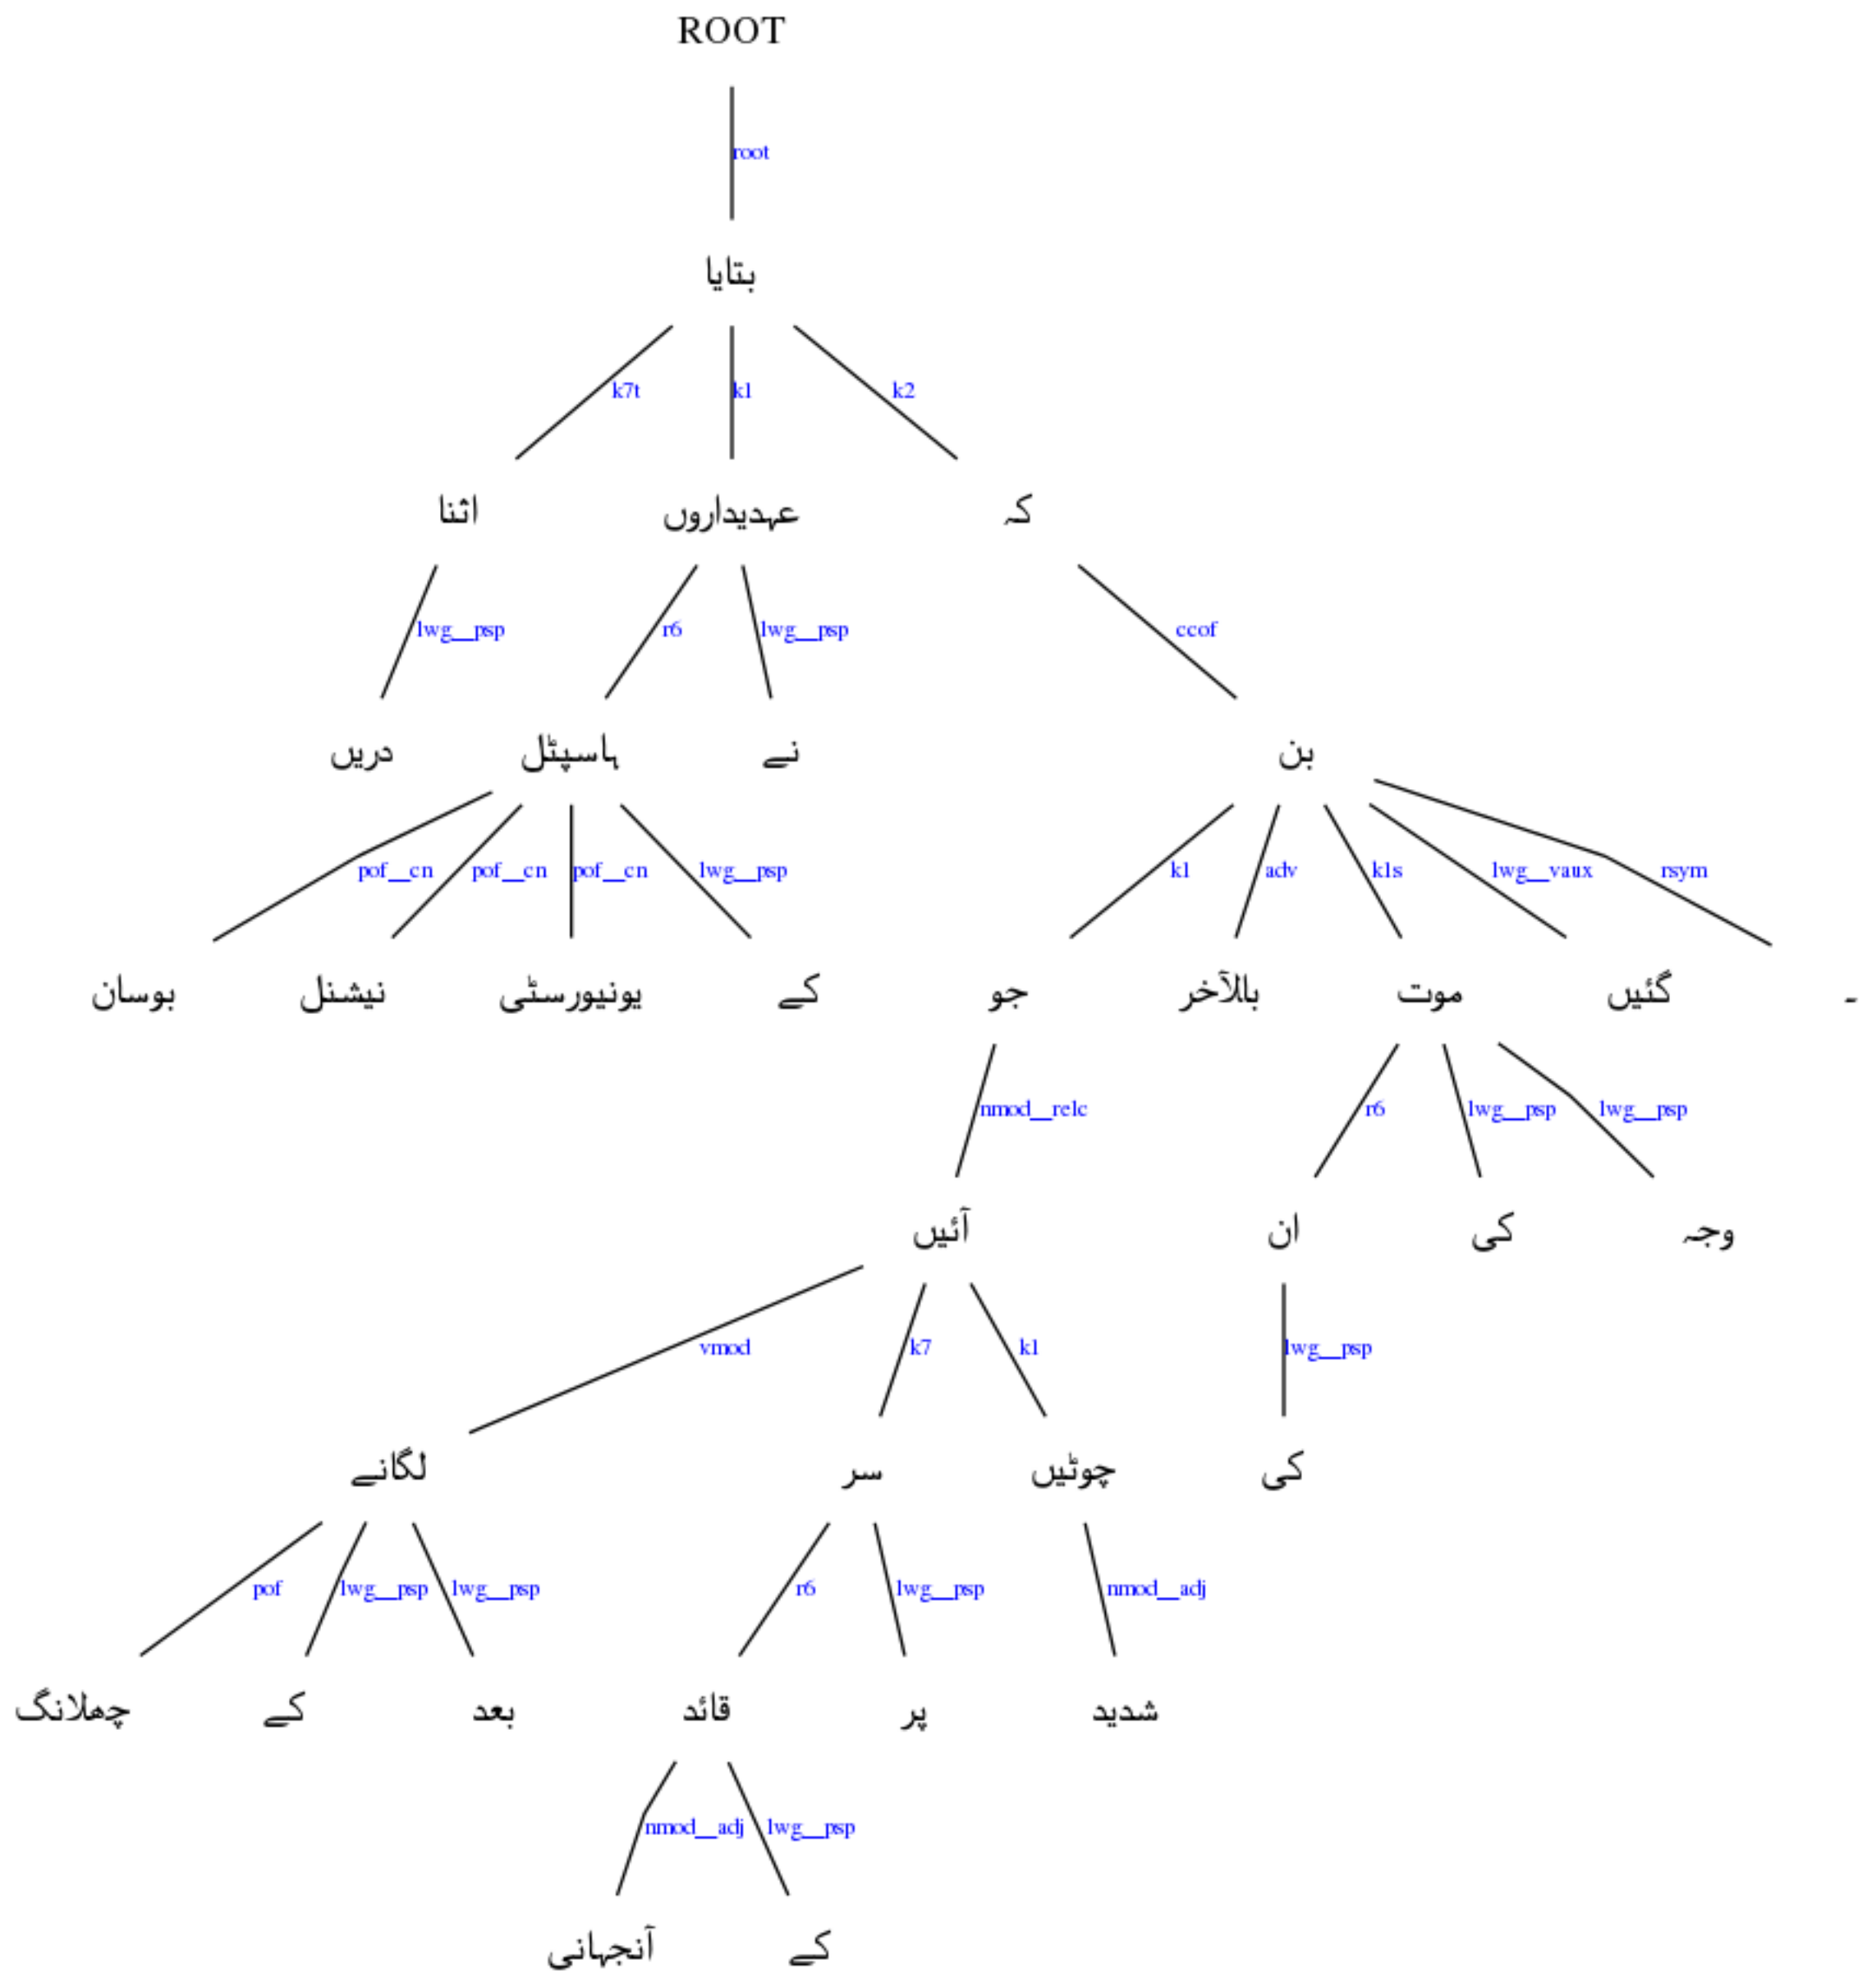 ROOT
root
بتایا
k7t k1 k2
اثنا عہدیداروں کہ
lwg__psp r6 lwg__psp ccof
دریں ہاسپٹل نے بن
pof__cn pof__cn pof__cn lwg__psp k1 adv k1s lwg__vaux rsym
بوسان نیشنل یونیورسٹی کے جو بالآخر موت گئیں ۔
nmod__relc r6 lwg__psp lwg__psp
آئیں ان کی وجہ
vmod k7 k1 lwg__psp
لگانے سر چوٹیں کی
pof lwg__psp lwg__psp r6 lwg__psp nmod__adj
چھلانگ کے بعد قائد پر شدید
nmod__adj lwg__psp
آنجہانی کے